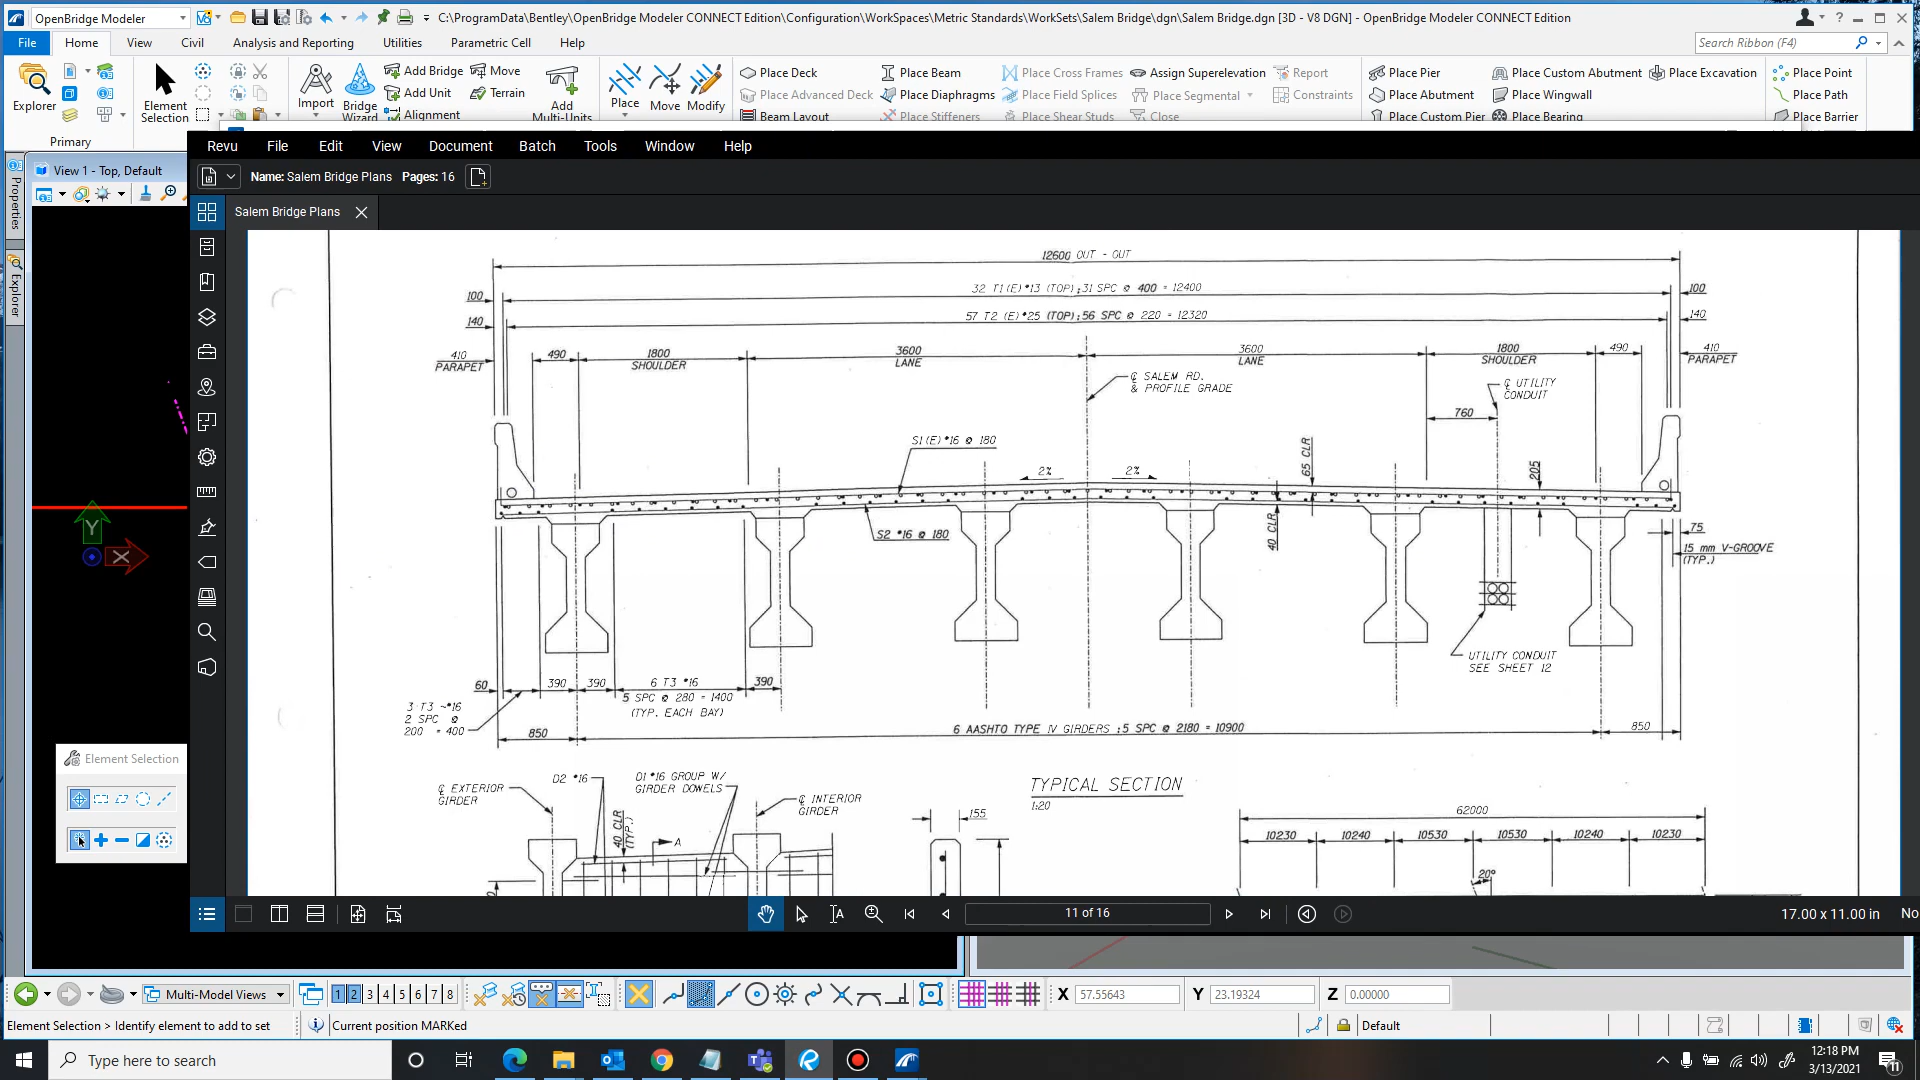 OpenBridge Modeler
C:\ProgramData\Bentley\OpenBridge Modeler CONNECT Edition\Configuration\WorkSpaces\Metric Standards\WorkSets\Salem Bridge\dgn\Salem Bridge.dgn [3D - V8 DGN] - OpenBridge Modeler CONNECT Edition
File Home View Civil Analysis and Reporting Utilities Parametric Cell Help
Search Ribbon (F4)
Explorer
Primary
Element Selection
Import
Bridge Wizard
Add Bridge
Add Unit
Alignment
Move
Terrain
Add Multi-Units
Place Move Modify
Place Deck
Place Advanced Deck
Beam Layout
Place Beam
Place Diaphragms
Place Stiffeners
Place Cross Frames
Place Field Splices
Place Shear Studs
Assign Superelevation
Place Segmental
Close
Report
Constraints
Place Pier
Place Abutment
Place Custom Pier
Place Custom Abutment
Place Wingwall
Place Bearing
Place Excavation
Place Point
Place Path
Place Barrier
Properties
Explorer
View 1 - Top, Default
Revu File Edit View Document Batch Tools Window Help
Name: Salem Bridge Plans Pages: 16
Salem Bridge Plans
12600 OUT - OUT
100
32 T1(E) #13 (TOP);31 SPC @ 400 = 12400
100
140
57 T2 (E) #25 (TOP);56 SPC @ 220 = 12320
140
410
PARAPET
490
1800
SHOULDER
3600
LANE
3600
LANE
1800
SHOULDER
490
410
PARAPET
℄ SALEM RD.
& PROFILE GRADE
℄ UTILITY
CONDUIT
760
S1(E) #16 @ 180
2%
2%
65 CLR
205
S2 #16 @ 180
40 CLR
75
15 mm V-GROOVE
(TYP.)
UTILITY CONDUIT
SEE SHEET 12
60
390
390
6 T3 #16
5 SPC @ 280 = 1400
(TYP. EACH BAY)
390
3 T3 ~#16
2 SPC @
200 = 400
850
6 AASHTO TYPE IV GIRDERS ;5 SPC @ 2180 = 10900
850
TYPICAL SECTION
1:20
℄ EXTERIOR
GIRDER
D2 #16
D1 #16 GROUP W/
GIRDER DOWELS
℄ INTERIOR
GIRDER
40 CLR
(TYP.)
A
155
62000
10230 10240 10530 10530 10240 10230
20°
Y
X
Element Selection
11 of 16
17.00 x 11.00 in
No
Multi-Model Views
1 2 3 4 5 6 7 8
X 57.55643
Y 23.19324
Z 0.00000
Element Selection > Identify element to add to set
Current position MARKed
Default
Type here to search
12:18 PM
3/13/2021
11